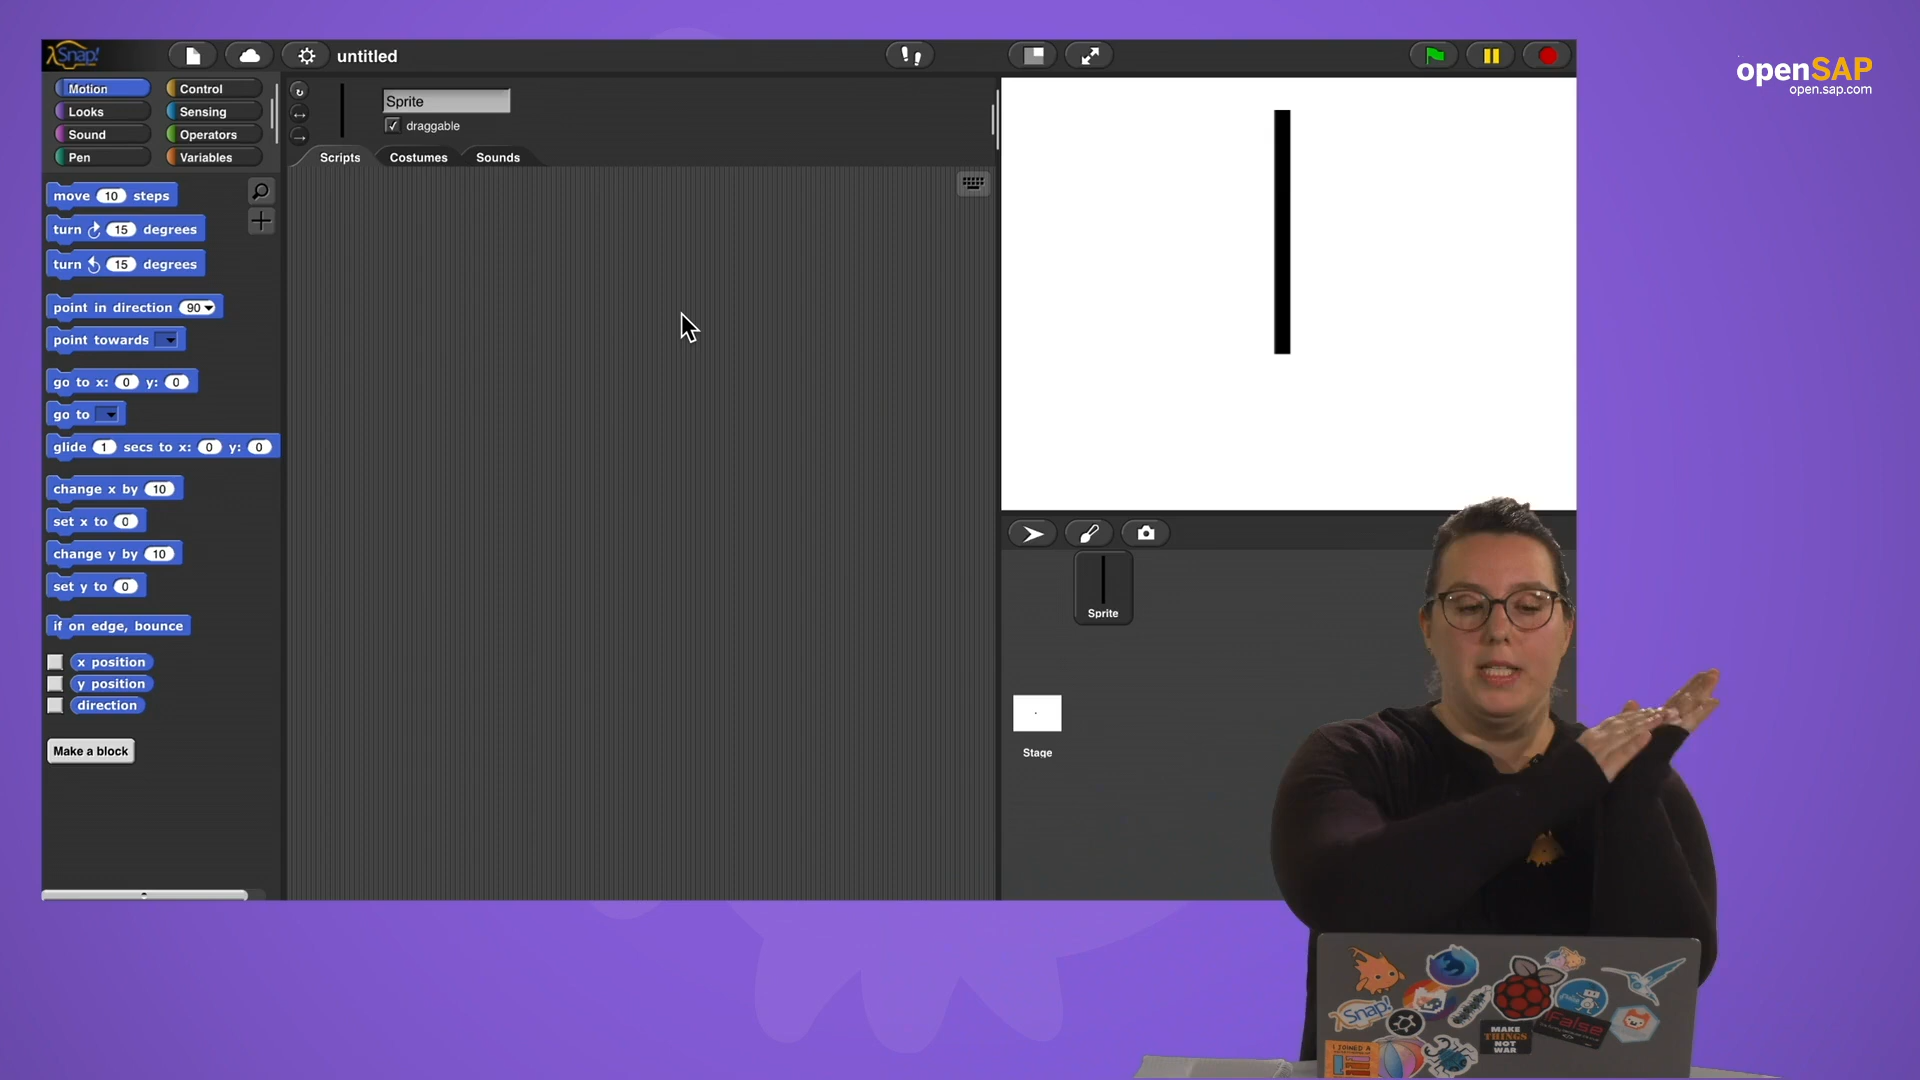 Snap!
untitled
openSAP
open.sap.com
Motion
Control
Looks
Sensing
Sound
Operators
Pen
Variables
Sprite
draggable
Scripts
Costumes
Sounds
move 10 steps
turn 15 degrees
turn 15 degrees
point in direction 90
point towards
go to x: 0 y: 0
go to
glide 1 secs to x: 0 y: 0
change x by 10
set x to 0
change y by 10
set y to 0
if on edge, bounce
x position
y position
direction
Make a block
Sprite
Stage
Snap!
MAKE
THINGS
NOT
WAR
False
I JOINED A